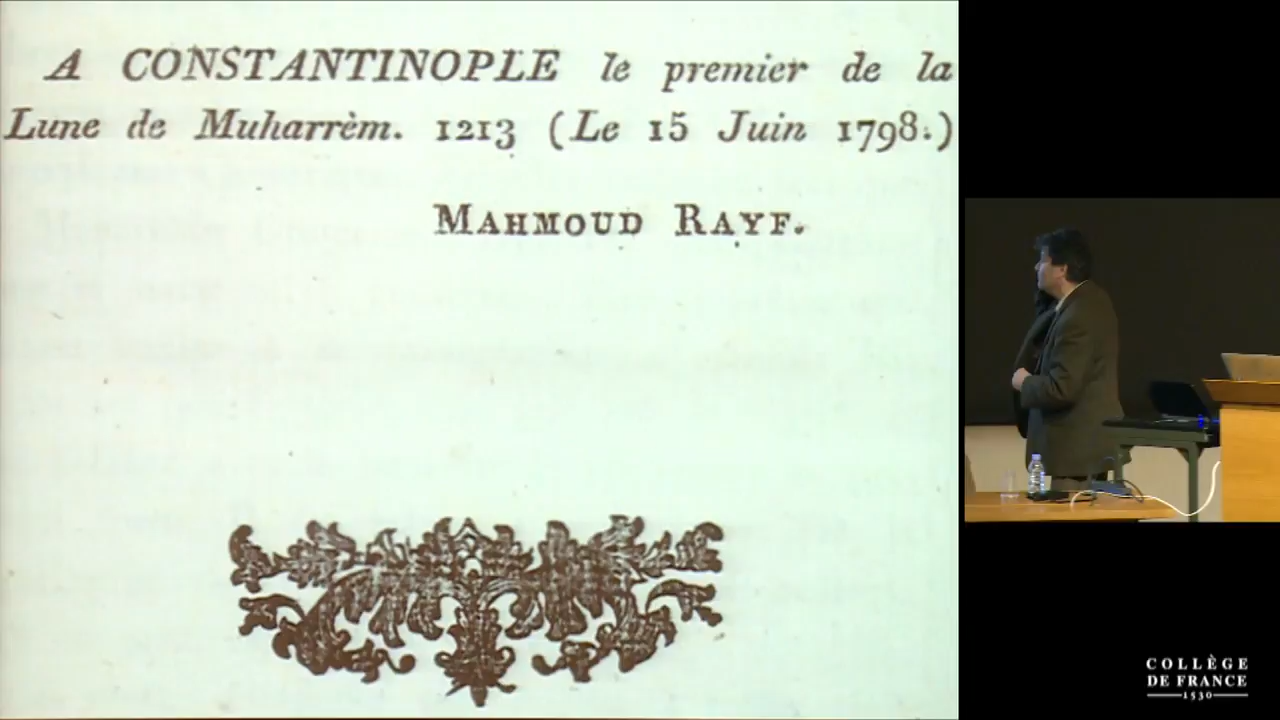 A CONSTANTINOPLE le premier de la
Lune de Muharrèm. 1213 (Le 15 Juin 1798.)
MAHMOUD RAYF.
COLLÈGE
DE FRANCE
1530